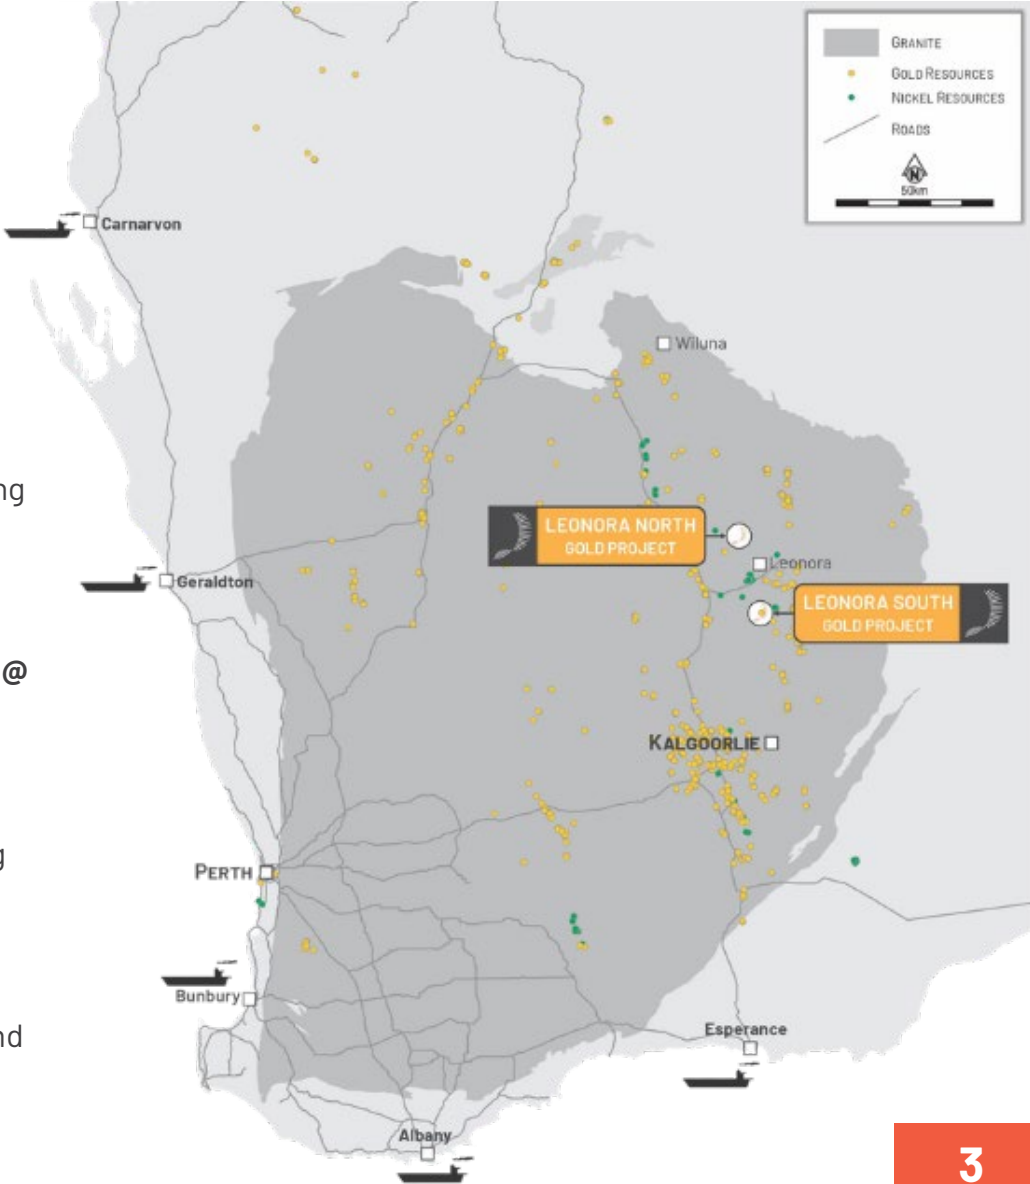 GRANITE
GOLD RESOURCES
NICKEL RESOURCES
ROADS
N
50km
Carnarvon
Wiluna
ng
LEONORA NORTH
GOLD PROJECT
Leonora
Geraldton
LEONORA SOUTH
GOLD PROJECT
@
KALGOORLIE
g
PERTH
Bunbury
nd
Esperance
Albany
3